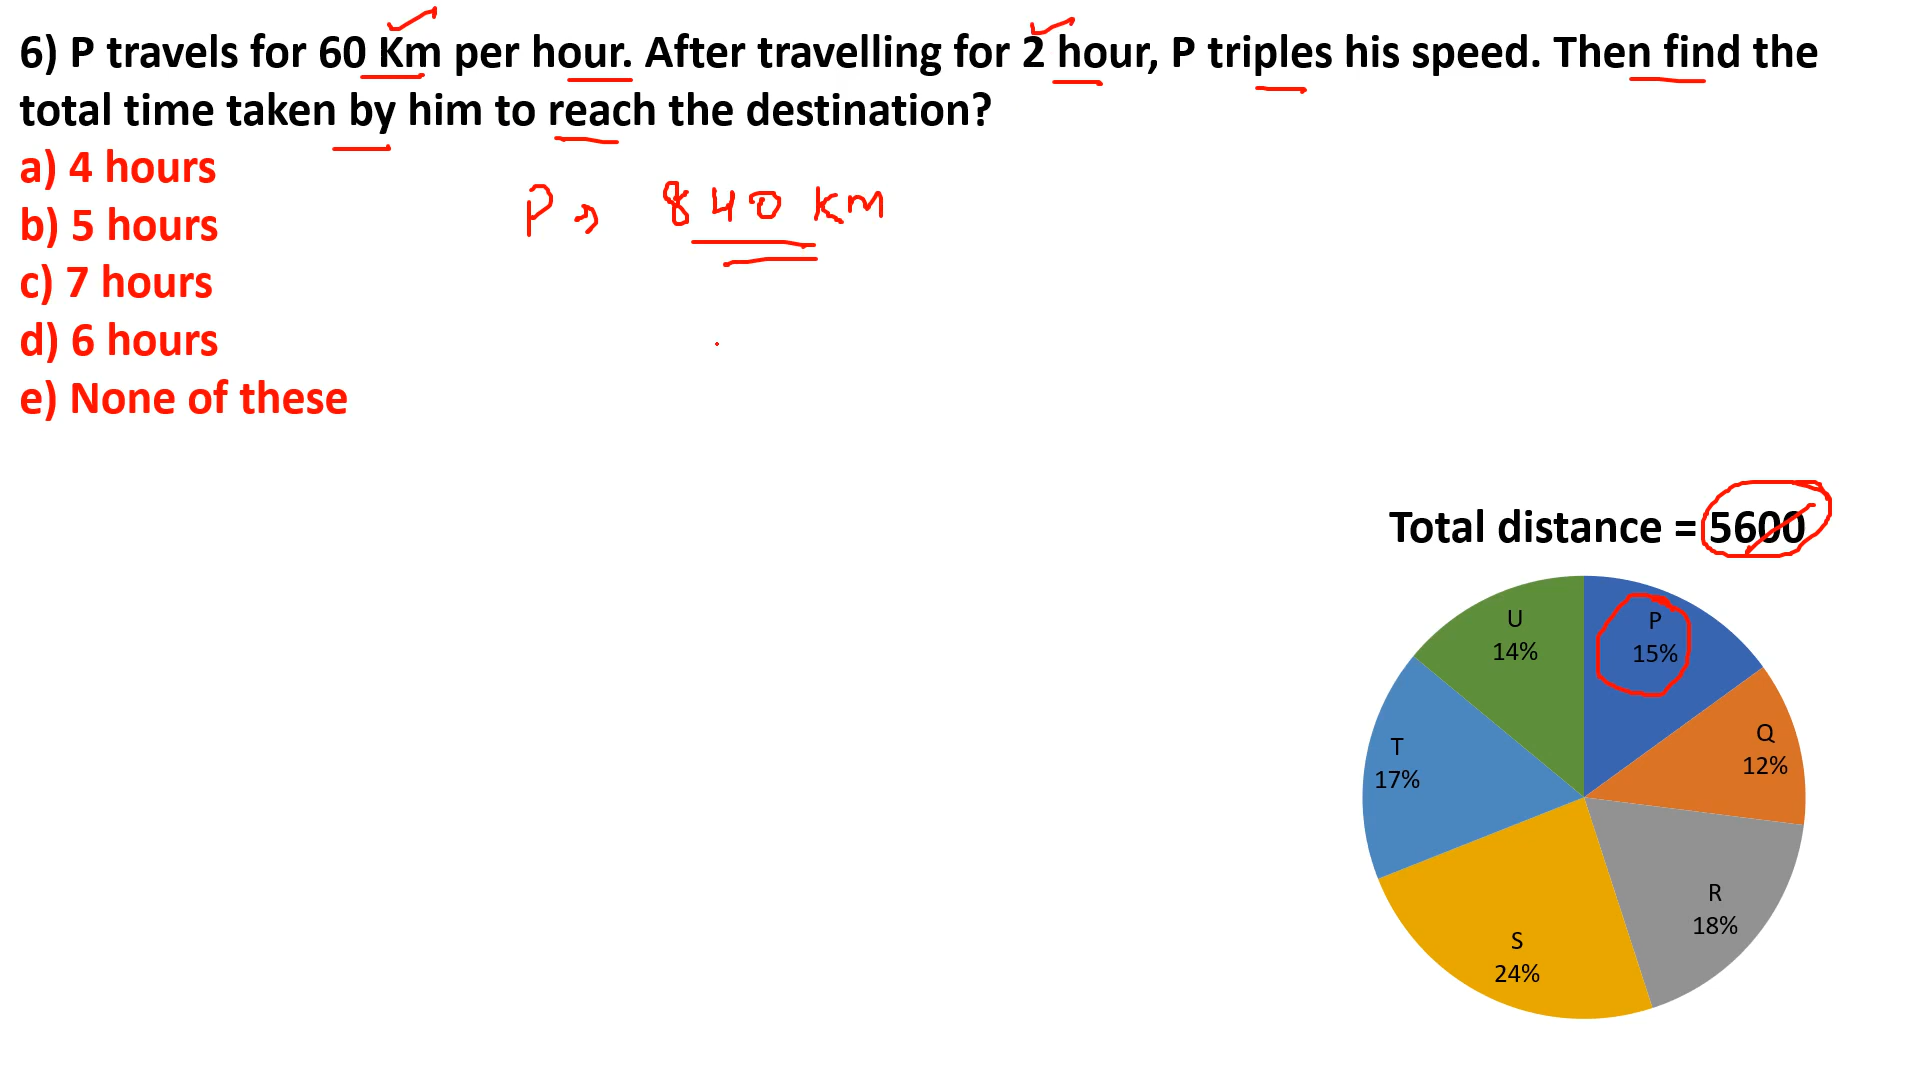 6) P travels for 60 Km per hour. After travelling for 2 hour, P triples his speed. Then find the
total time taken by him to reach the destination?
a) 4 hours
b) 5 hours
c) 7 hours
d) 6 hours
e) None of these
P → 840 KM
Total distance = 5600
U
14%
P
15%
Q
12%
T
17%
R
18%
S
24%